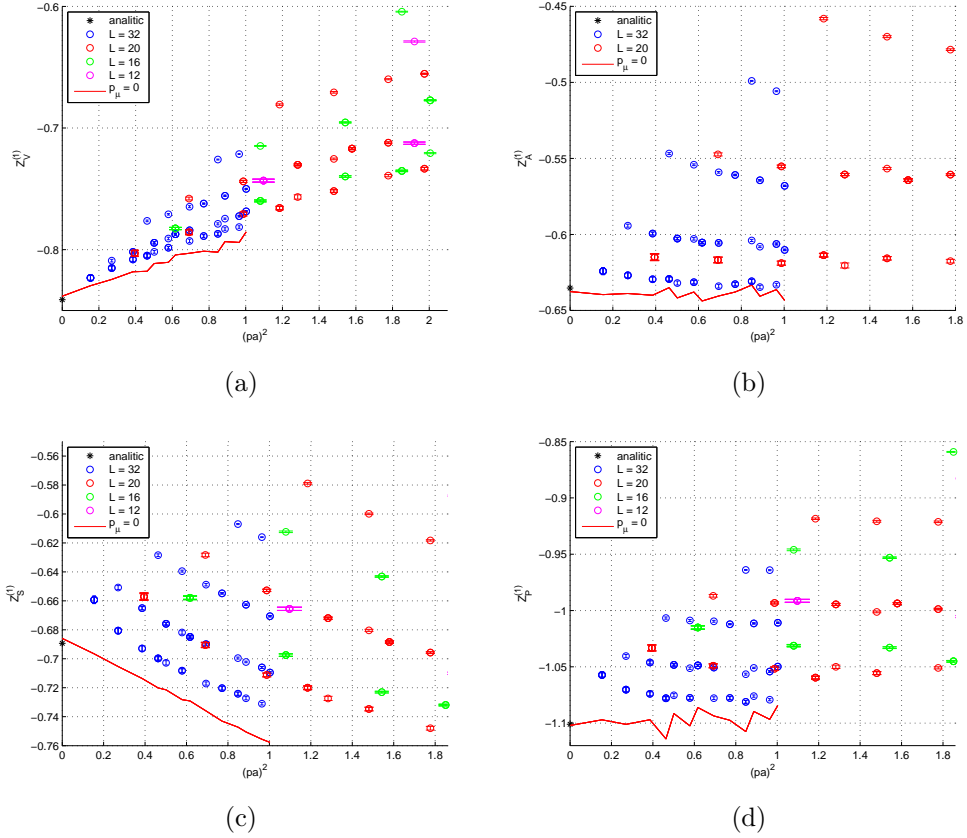 analitic
L = 32
L = 20
L = 16
L = 12
p_μ = 0
−0.6
−0.7
−0.8
Z_V^(1)
0 0.2 0.4 0.6 0.8 1 1.2 1.4 1.6 1.8 2
(pa)²
(a)
analitic
L = 32
L = 20
p_μ = 0
−0.4
−0.45
−0.5
−0.55
−0.6
−0.65
Z_A^(1)
0 0.2 0.4 0.6 0.8 1 1.2 1.4 1.6 1.8
(pa)²
(b)
analitic
L = 32
L = 20
L = 16
L = 12
p_μ = 0
−0.56
−0.58
−0.6
−0.62
−0.64
−0.66
−0.68
−0.7
−0.72
−0.74
−0.76
Z_S^(1)
0 0.2 0.4 0.6 0.8 1 1.2 1.4 1.6 1.8
(pa)²
(c)
analitic
L = 32
L = 20
L = 16
L = 12
p_μ = 0
−0.85
−0.9
−0.95
−1
−1.05
−1.1
Z_P^(1)
0 0.2 0.4 0.6 0.8 1 1.2 1.4 1.6 1.8
(pa)²
(d)